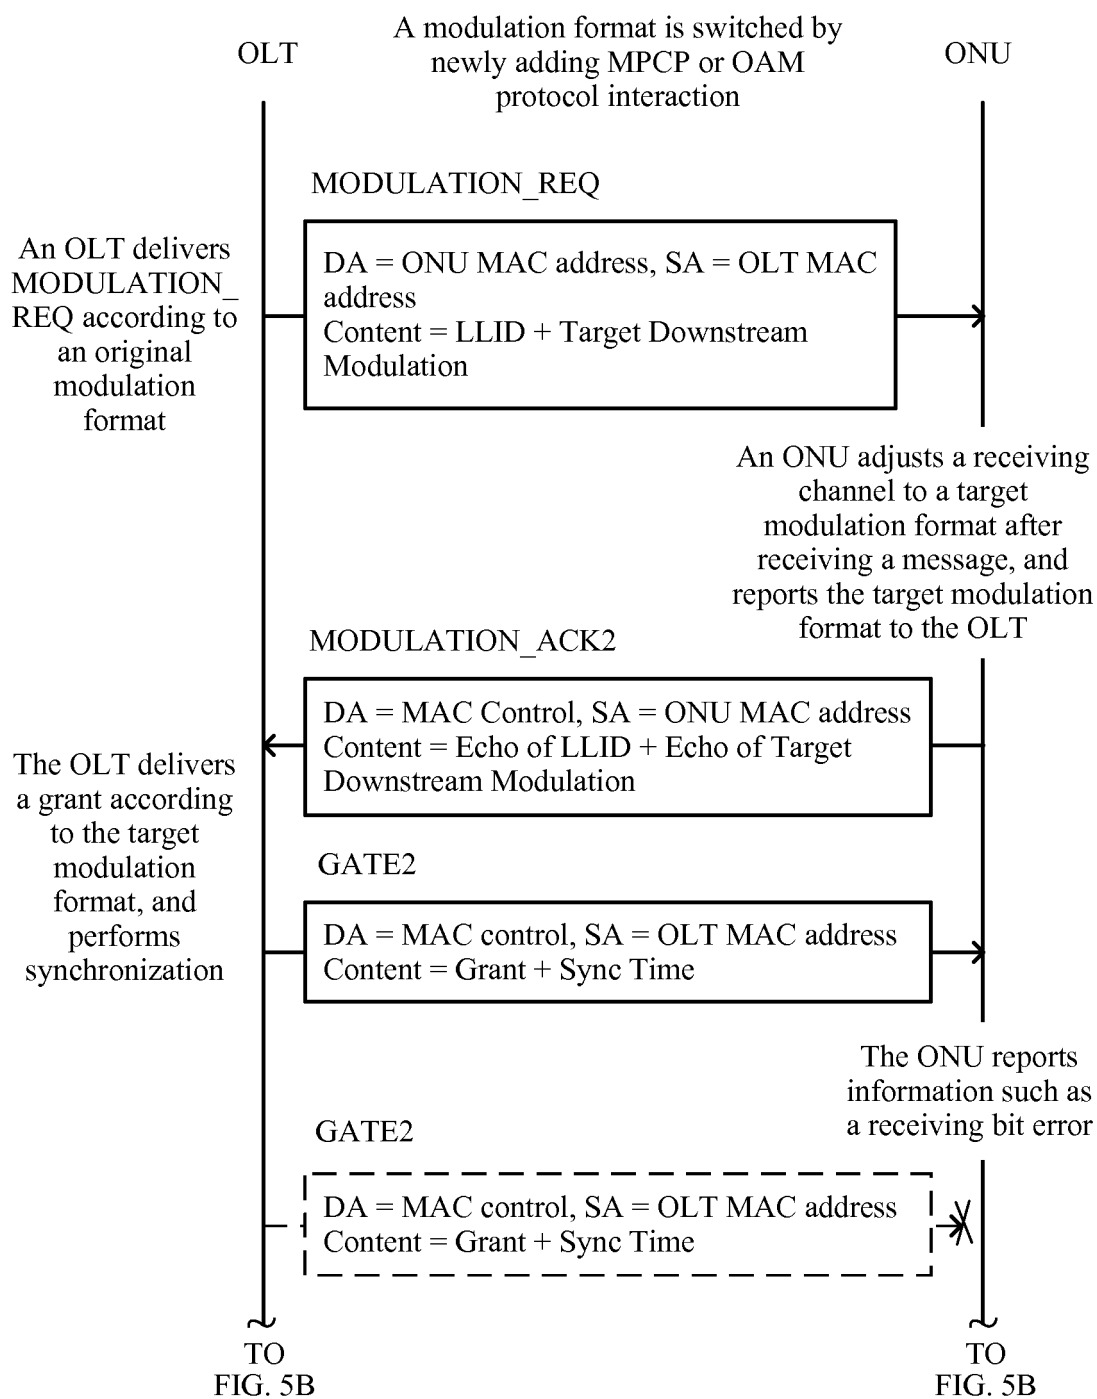 OLT
A modulation format is switched by
newly adding MPCP or OAM
protocol interaction
ONU
MODULATION_REQ
An OLT delivers
MODULATION_
REQ according to
an original
modulation
format
DA = ONU MAC address, SA = OLT MAC
address
Content = LLID + Target Downstream
Modulation
An ONU adjusts a receiving
channel to a target
modulation format after
receiving a message, and
reports the target modulation
format to the OLT
MODULATION_ACK2
DA = MAC Control, SA = ONU MAC address
Content = Echo of LLID + Echo of Target
Downstream Modulation
The OLT delivers
a grant according
to the target
modulation
format, and
performs
synchronization
GATE2
DA = MAC control, SA = OLT MAC address
Content = Grant + Sync Time
The ONU reports
information such as
a receiving bit error
GATE2
DA = MAC control, SA = OLT MAC address
Content = Grant + Sync Time
TO
FIG. 5B
TO
FIG. 5B